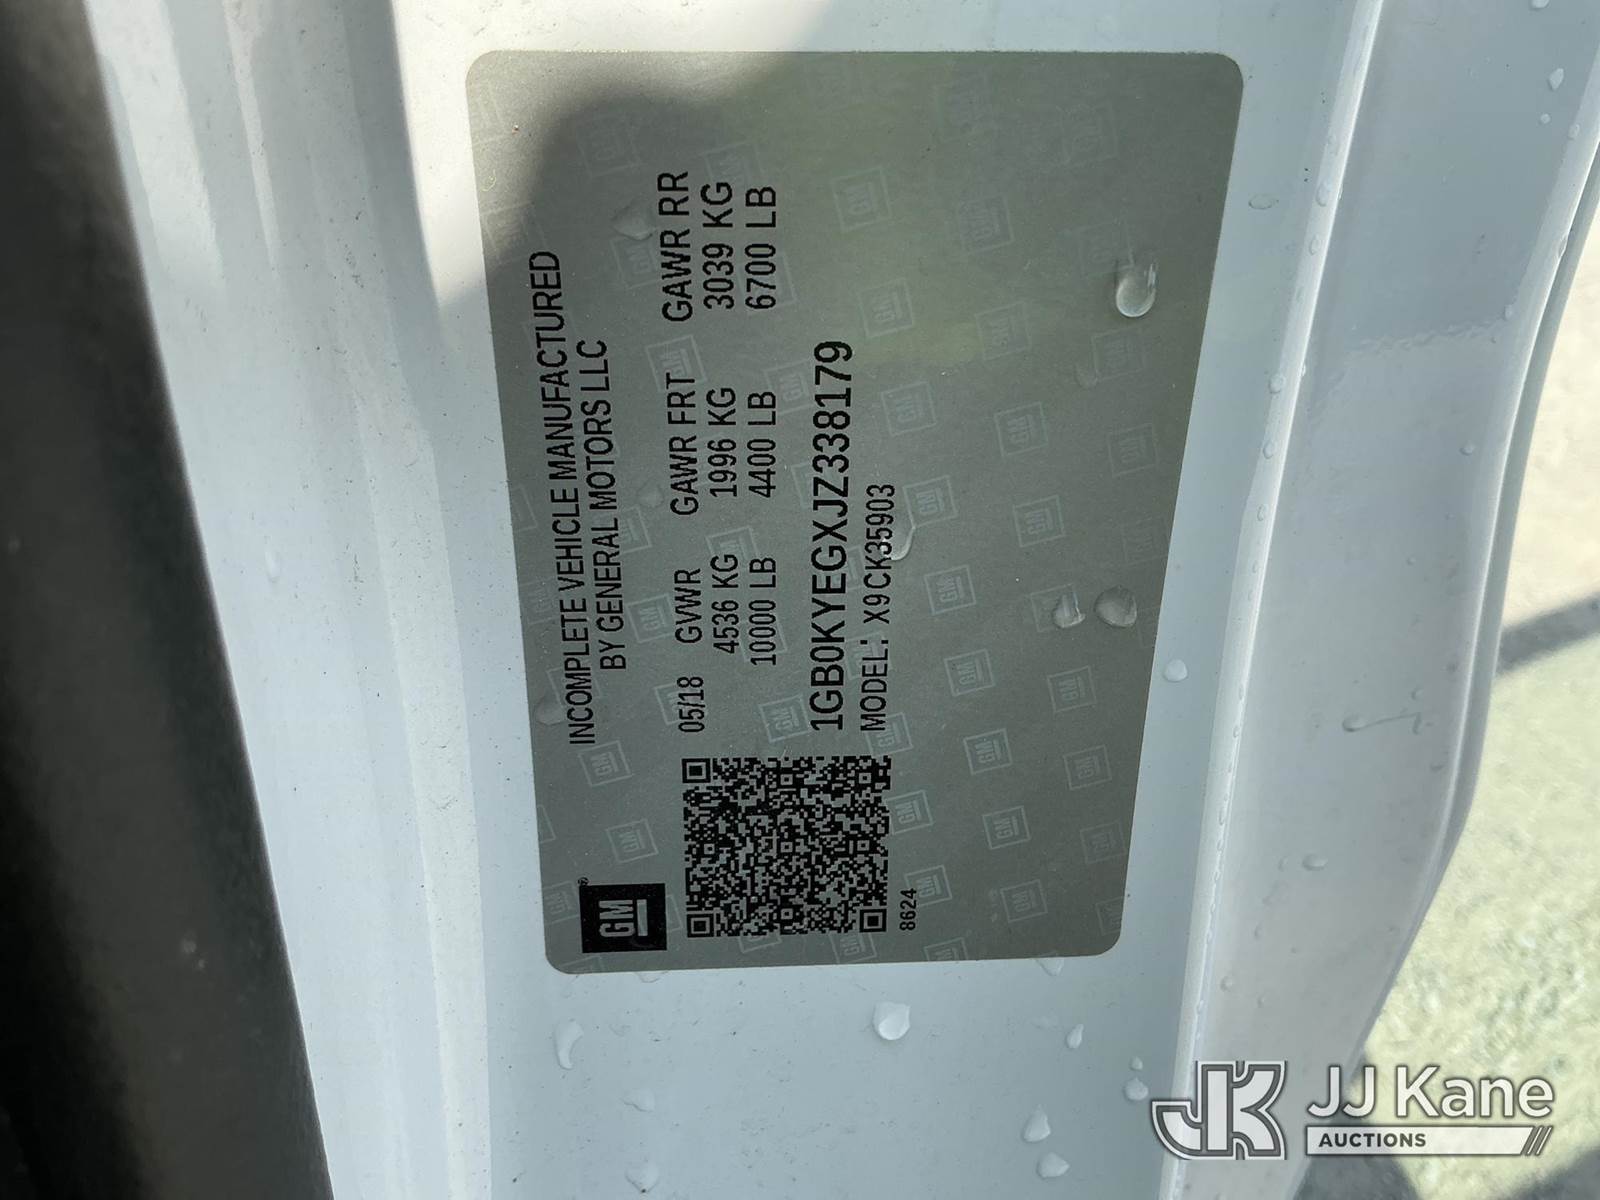 GM
INCOMPLETE VEHICLE MANUFACTURED
BY GENERAL MOTORS LLC
05/18 GVWR GAWR FRT GAWR RR
4536 KG 1996 KG 3039 KG
10000 LB 4400 LB 6700 LB
1GB0KYEGXJZ338179
MODEL: X9 CK35903
8624
JK JJ Kane
AUCTIONS